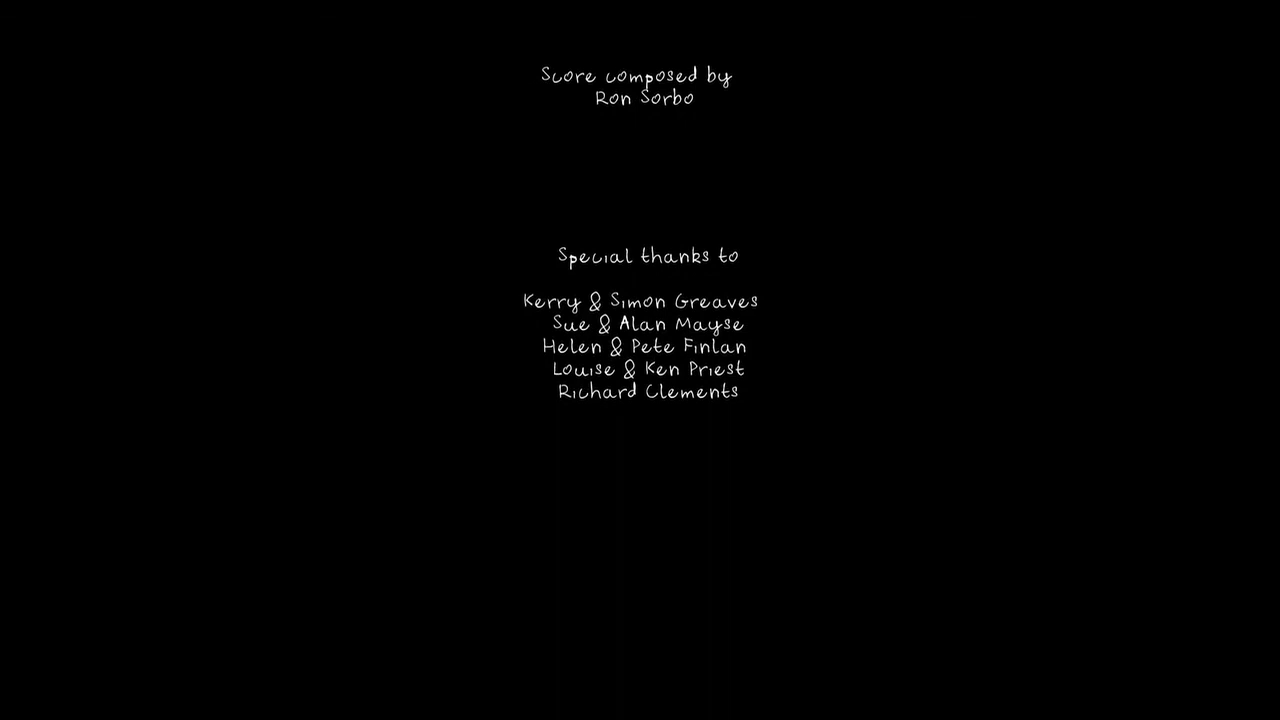 Score composed by
Ron Sorbo
Special thanks to
Kerry & Simon Greaves
Sue & Alan Mayse
Helen & Pete Finlan
Louise & Ken Priest
Richard Clements